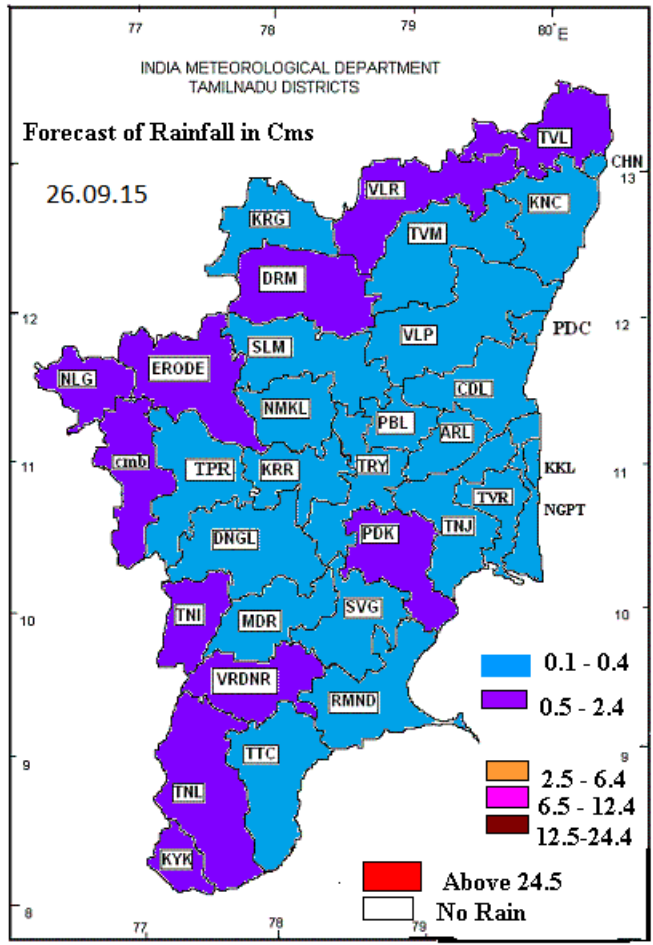 77 78 79 80°E
INDIA METEOROLOGICAL DEPARTMENT
TAMILNADU DISTRICTS
Forecast of Rainfall in Cms
TVL
CHN
13
26.09.15
VLR
KNC
KRG
TVM
DRM
12
12
PDC
VLP
SLM
ERODE
NLG
CDL
NMKL
PBL
ARL
cmb
TPR
KRR
TRY
11
11
KKL
TVR
NGPT
TNJ
PDK
DNGL
10
10
TNI
SVG
MDR
0.1 - 0.4
VRDNR
0.5 - 2.4
RMND
9
9
TTC
2.5 - 6.4
TNL
6.5 - 12.4
12.5-24.4
KYK
Above 24.5
No Rain
8
77 78 79